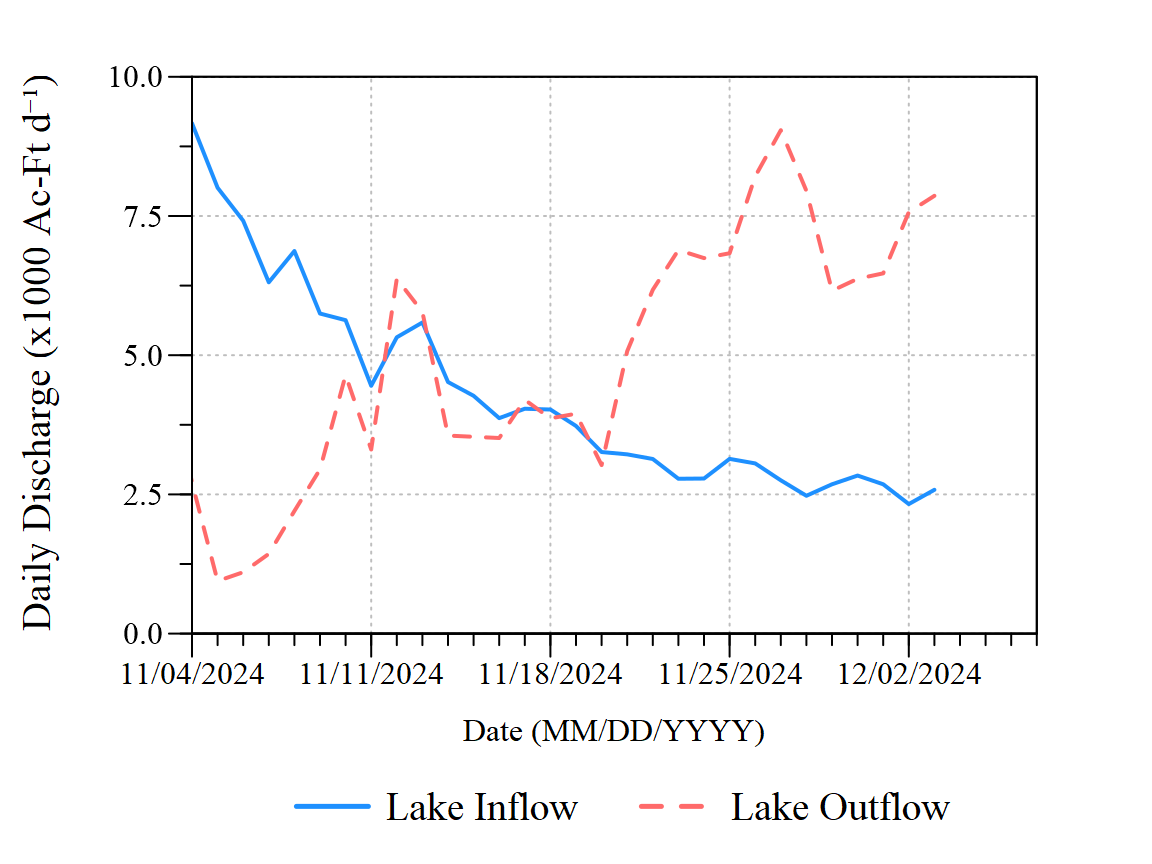 Daily Discharge (x1000 Ac-Ft d⁻¹)
10.0
7.5
5.0
2.5
0.0
11/04/2024 11/11/2024 11/18/2024 11/25/2024 12/02/2024
Date (MM/DD/YYYY)
Lake Inflow Lake Outflow